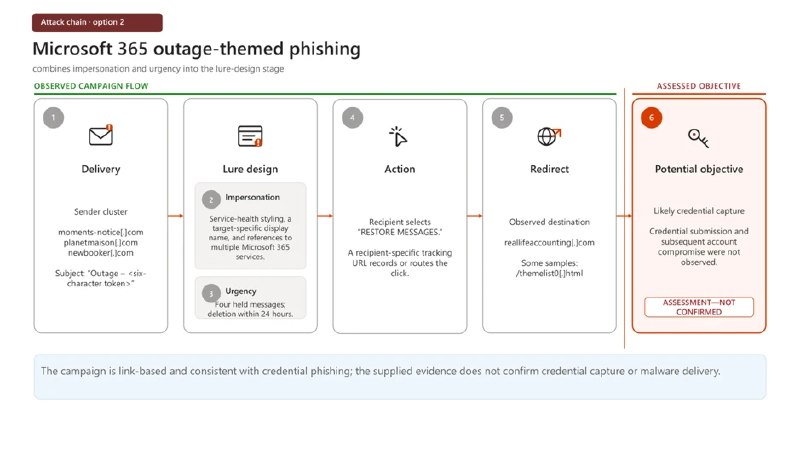 Attack chain · option 2
Microsoft 365 outage-themed phishing
combines impersonation and urgency into the lure-design stage
OBSERVED CAMPAIGN FLOW
ASSESSED OBJECTIVE
1
Delivery
Sender cluster
moments-notice[.]com
planetmaison[.]com
newbooker[.]com
Subject: "Outage – <six-
character token>"
Lure design
2
Impersonation
Service-health styling, a
target-specific display
name, and references to
multiple Microsoft 365
services.
3
Urgency
Four held messages;
deletion within 24 hours.
4
Action
Recipient selects
"RESTORE MESSAGES."
A recipient-specific tracking
URL records or routes the
click.
5
Redirect
Observed destination
reallifeaccounting[.]com
Some samples:
/themelist0[.]html
6
Potential objective
Likely credential capture
Credential submission and
subsequent account
compromise were not
observed.
ASSESSMENT—NOT
CONFIRMED
The campaign is link-based and consistent with credential phishing; the supplied evidence does not confirm credential capture or malware delivery.